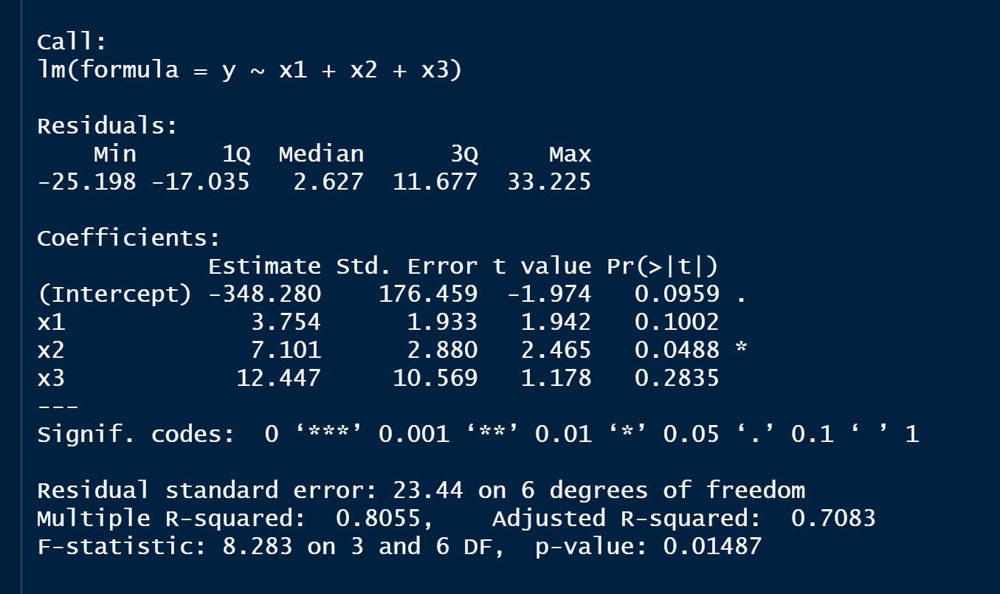 Call:
lm(formula = y ~ x1 + x2 + x3)
Residuals:
    Min      1Q  Median      3Q     Max
-25.198 -17.035   2.627  11.677  33.225
Coefficients:
            Estimate Std. Error t value Pr(>|t|)
(Intercept) -348.280    176.459  -1.974   0.0959 .
x1             3.754      1.933   1.942   0.1002
x2             7.101      2.880   2.465   0.0488 *
x3            12.447     10.569   1.178   0.2835
---
Signif. codes:  0 ‘***’ 0.001 ‘**’ 0.01 ‘*’ 0.05 ‘.’ 0.1 ‘ ’ 1
Residual standard error: 23.44 on 6 degrees of freedom
Multiple R-squared:  0.8055,    Adjusted R-squared:  0.7083
F-statistic: 8.283 on 3 and 6 DF,  p-value: 0.01487